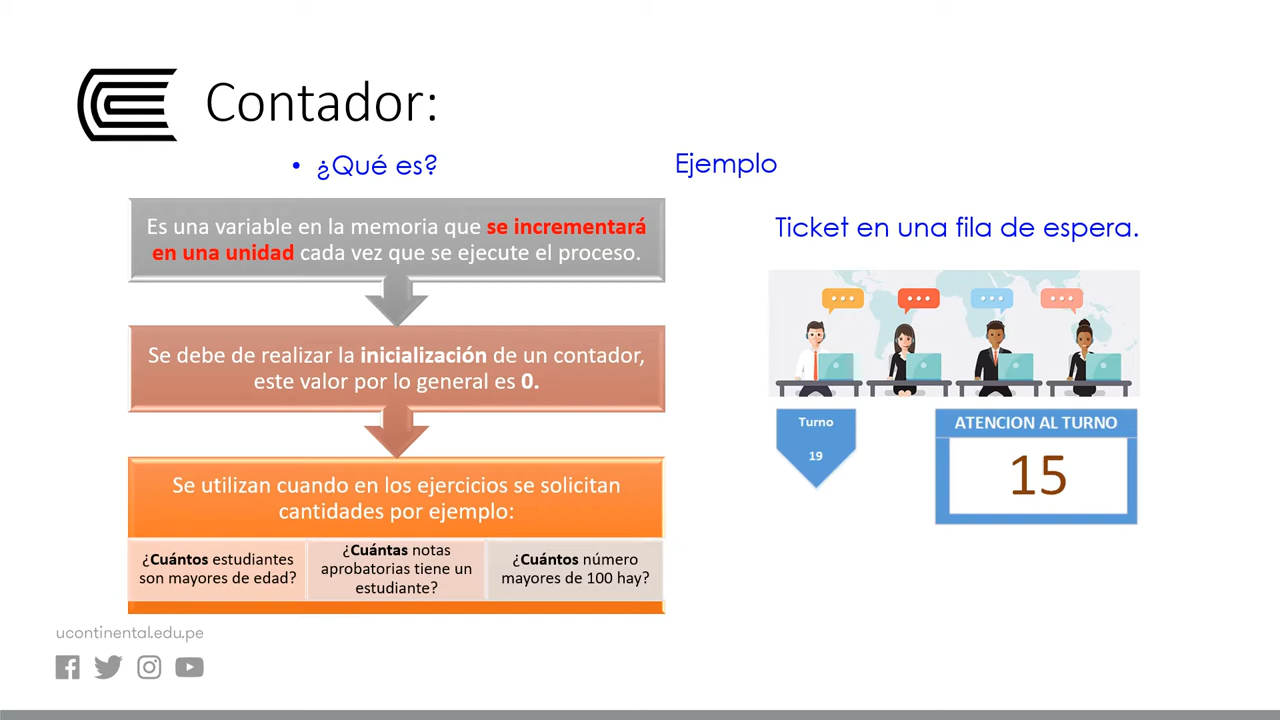 Contador:
• ¿Qué es?
Es una variable en la memoria que se incrementará
en una unidad cada vez que se ejecute el proceso.
Se debe de realizar la inicialización de un contador,
este valor por lo general es 0.
Se utilizan cuando en los ejercicios se solicitan
cantidades por ejemplo:
¿Cuántos estudiantes
son mayores de edad?
¿Cuántas notas
aprobatorias tiene un
estudiante?
¿Cuántos número
mayores de 100 hay?
Ejemplo
Ticket en una fila de espera.
Turno
19
ATENCION AL TURNO
15
ucontinental.edu.pe